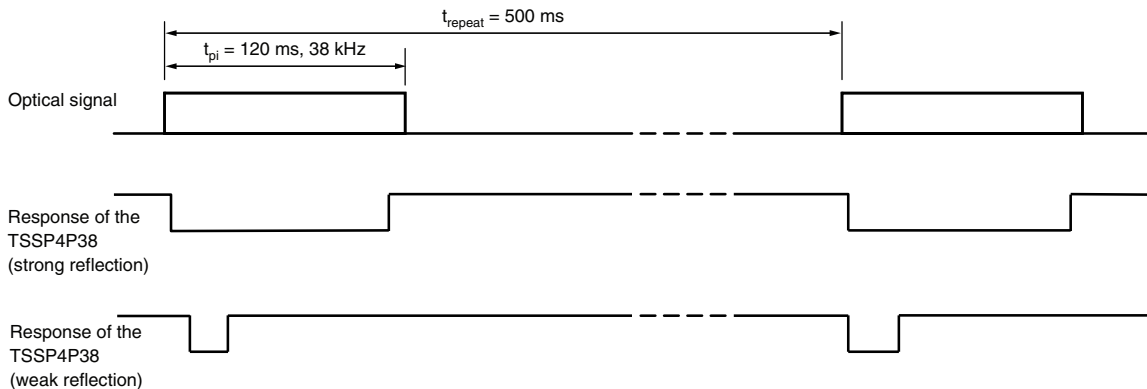 t_repeat = 500 ms
t_pi = 120 ms, 38 kHz
Optical signal
Response of the
TSSP4P38
(strong reflection)
Response of the
TSSP4P38
(weak reflection)